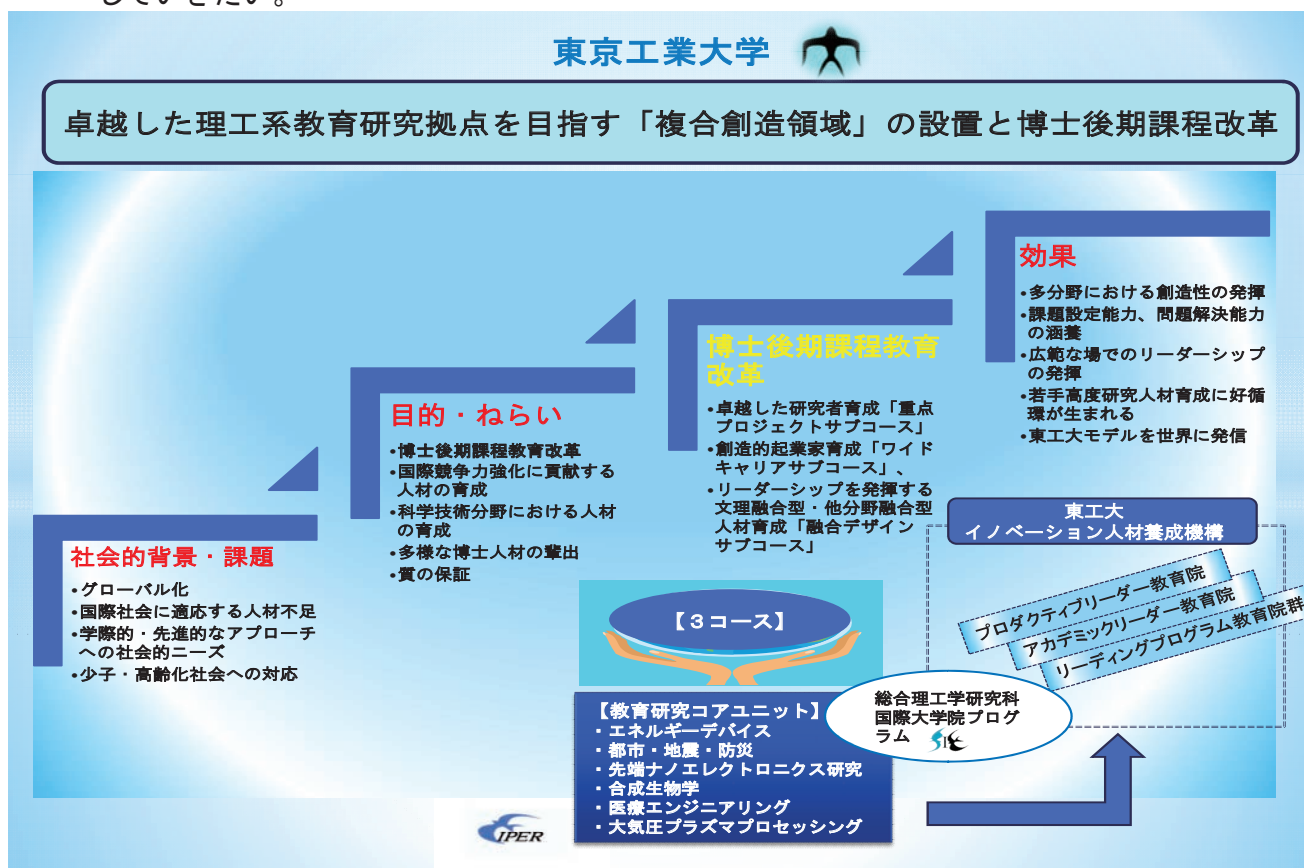 していきたい。
東京工業大学
卓越した理工系教育研究拠点を目指す「複合創造領域」の設置と博士後期課程改革
社会的背景・課題
•グローバル化
•国際社会に適応する人材不足
•学際的・先進的なアプローチ
への社会的ニーズ
•少子・高齢化社会への対応
目的・ねらい
•博士後期課程教育改革
•国際競争力強化に貢献する
人材の育成
•科学技術分野における人材
の育成
•多様な博士人材の輩出
•質の保証
博士後期課程教育
改革
•卓越した研究者育成「重点
プロジェクトサブコース」
•創造的起業家育成「ワイド
キャリアサブコース」、
•リーダーシップを発揮する
文理融合型・他分野融合型
人材育成「融合デザイン
サブコース」
効果
•多分野における創造性の発揮
•課題設定能力、問題解決能力
の涵養
•広範な場でのリーダーシップ
の発揮
•若手高度研究人材育成に好循
環が生まれる
•東工大モデルを世界に発信
東工大
イノベーション人材養成機構
プロダクティブリーダー教育院
アカデミックリーダー教育院
リーディングプログラム教育院群
【３コース】
総合理工学研究科
国際大学院プログ
ラム
【教育研究コアユニット】
・エネルギーデバイス
・都市・地震・防災
・先端ナノエレクトロニクス研究
・合成生物学
・医療エンジニアリング
・大気圧プラズマプロセッシング
IPER